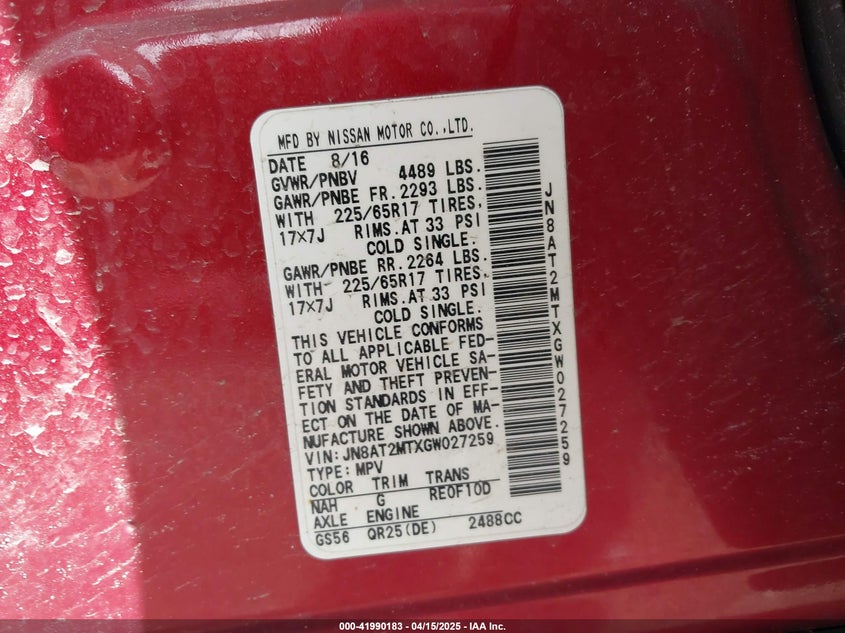 MFD BY NISSAN MOTOR CO.,LTD.
DATE 8/16
GVWR/PNBV 4489 LBS.
GAWR/PNBE FR. 2293 LBS.
WITH 225/65R17 TIRES,
17×7J RIMS.AT 33 PSI
COLD SINGLE.
GAWR/PNBE RR. 2264 LBS.
WITH 225/65R17 TIRES,
17×7J RIMS.AT 33 PSI
COLD SINGLE.
THIS VEHICLE CONFORMS
TO ALL APPLICABLE FED-
ERAL MOTOR VEHICLE SA-
FETY AND THEFT PREVEN-
TION STANDARDS IN EFF-
ECT ON THE DATE OF MA-
NUFACTURE SHOWN ABOVE.
VIN:JN8AT2MTXGW027259
TYPE:MPV
COLOR TRIM TRANS
NAH G RE0F10D
AXLE ENGINE
GS56 QR25(DE) 2488CC
JN8AT2MTXGW027259
000-41990183 - 04/15/2025 - IAA Inc.